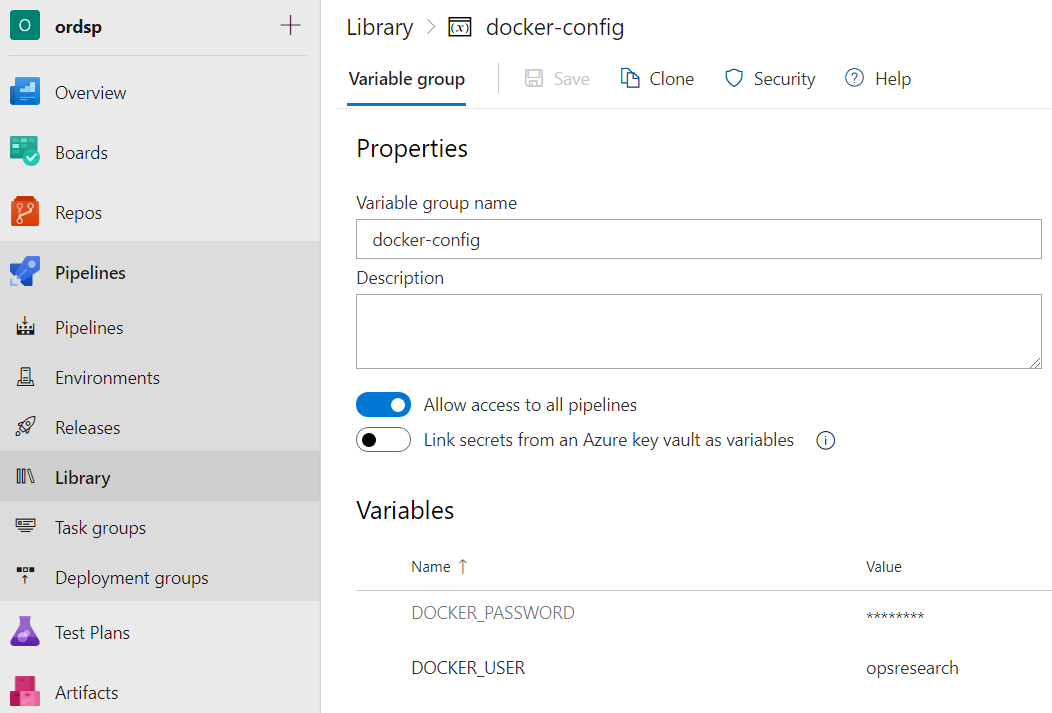 O ordsp
Overview
Boards
Repos
Pipelines
Pipelines
Environments
Releases
Library
Task groups
Deployment groups
Test Plans
Artifacts
Library > (x) docker-config
Variable group Save Clone Security ? Help
Properties
Variable group name
docker-config
Description
Allow access to all pipelines
Link secrets from an Azure key vault as variables i
Variables
Name ↑ Value
DOCKER_PASSWORD ********
DOCKER_USER opsresearch